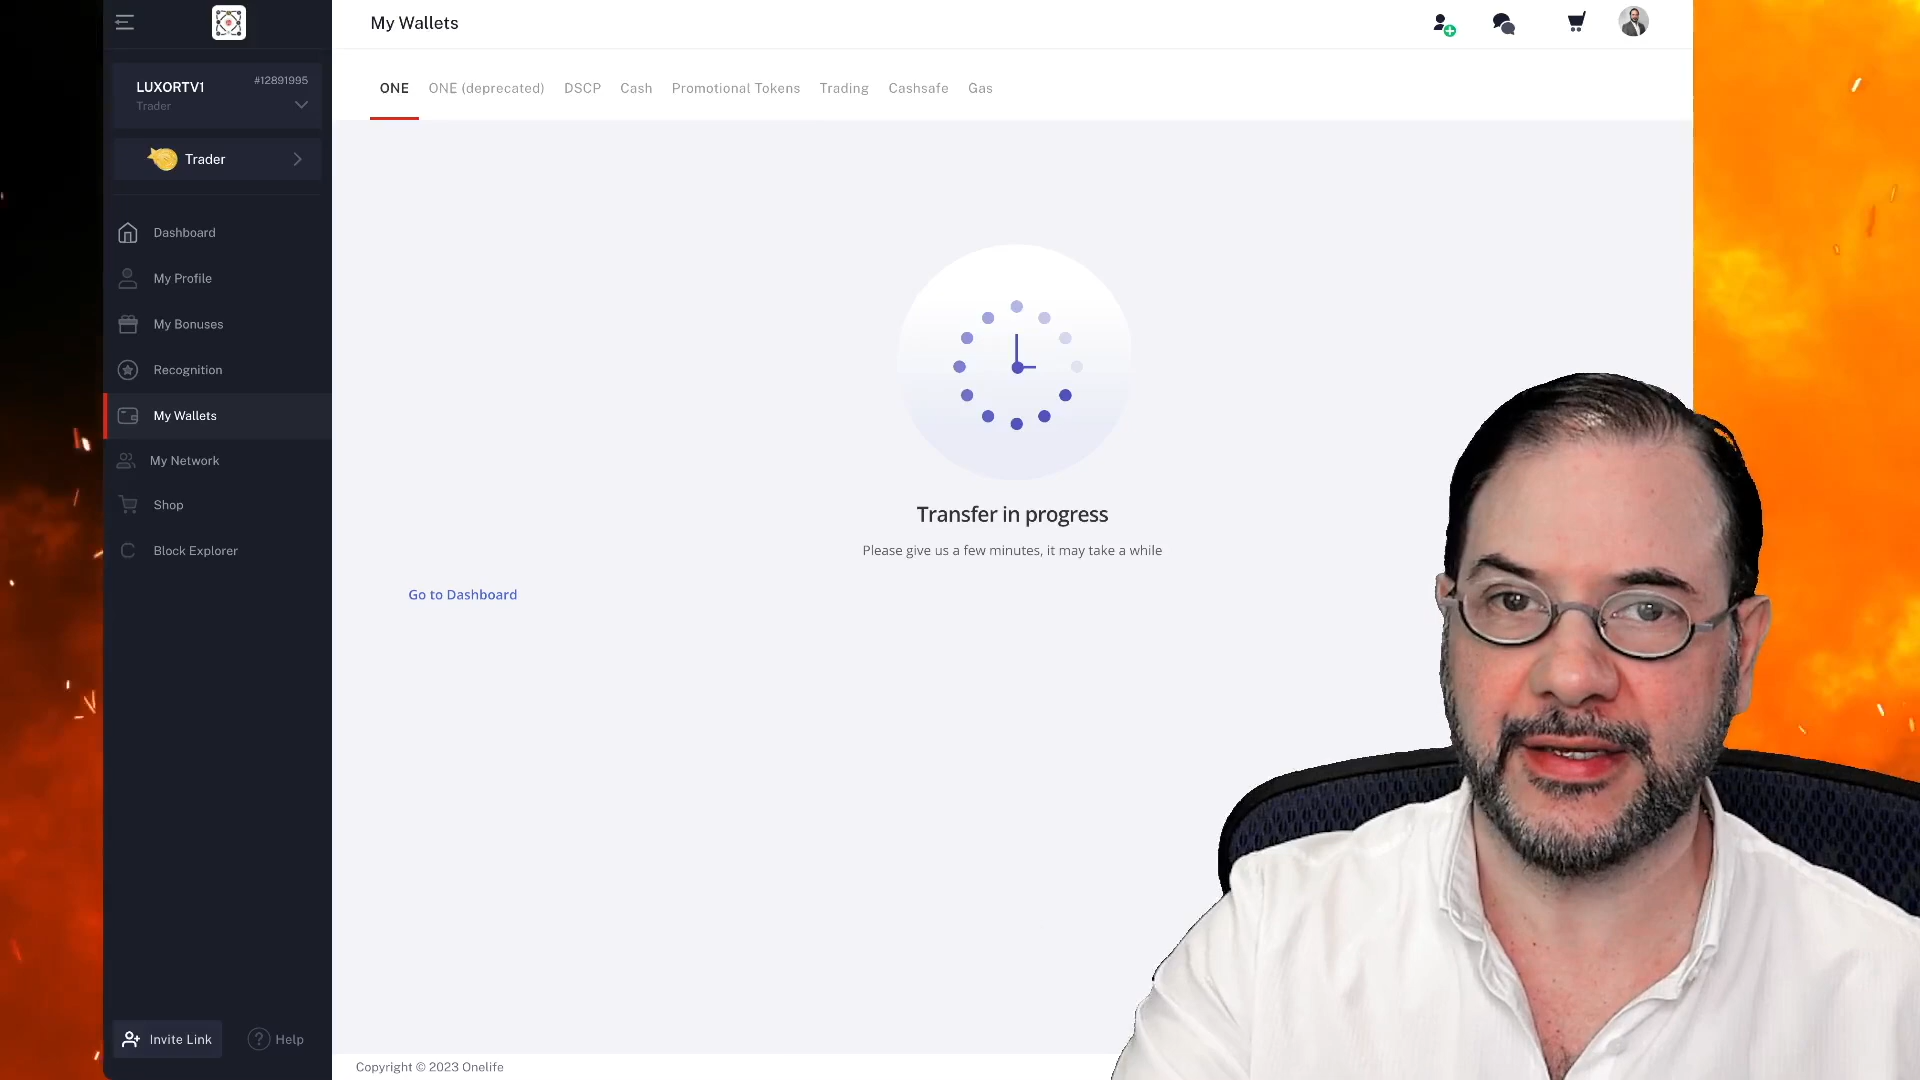 My Wallets
LUXORTV1
#12891995
Trader
Trader
Dashboard
My Profile
My Bonuses
Recognition
My Wallets
My Network
Shop
Block Explorer
Invite Link
? Help
ONE ONE (deprecated) DSCP Cash Promotional Tokens Trading Cashsafe Gas
Transfer in progress
Please give us a few minutes, it may take a while
Go to Dashboard
Copyright © 2023 Onelife